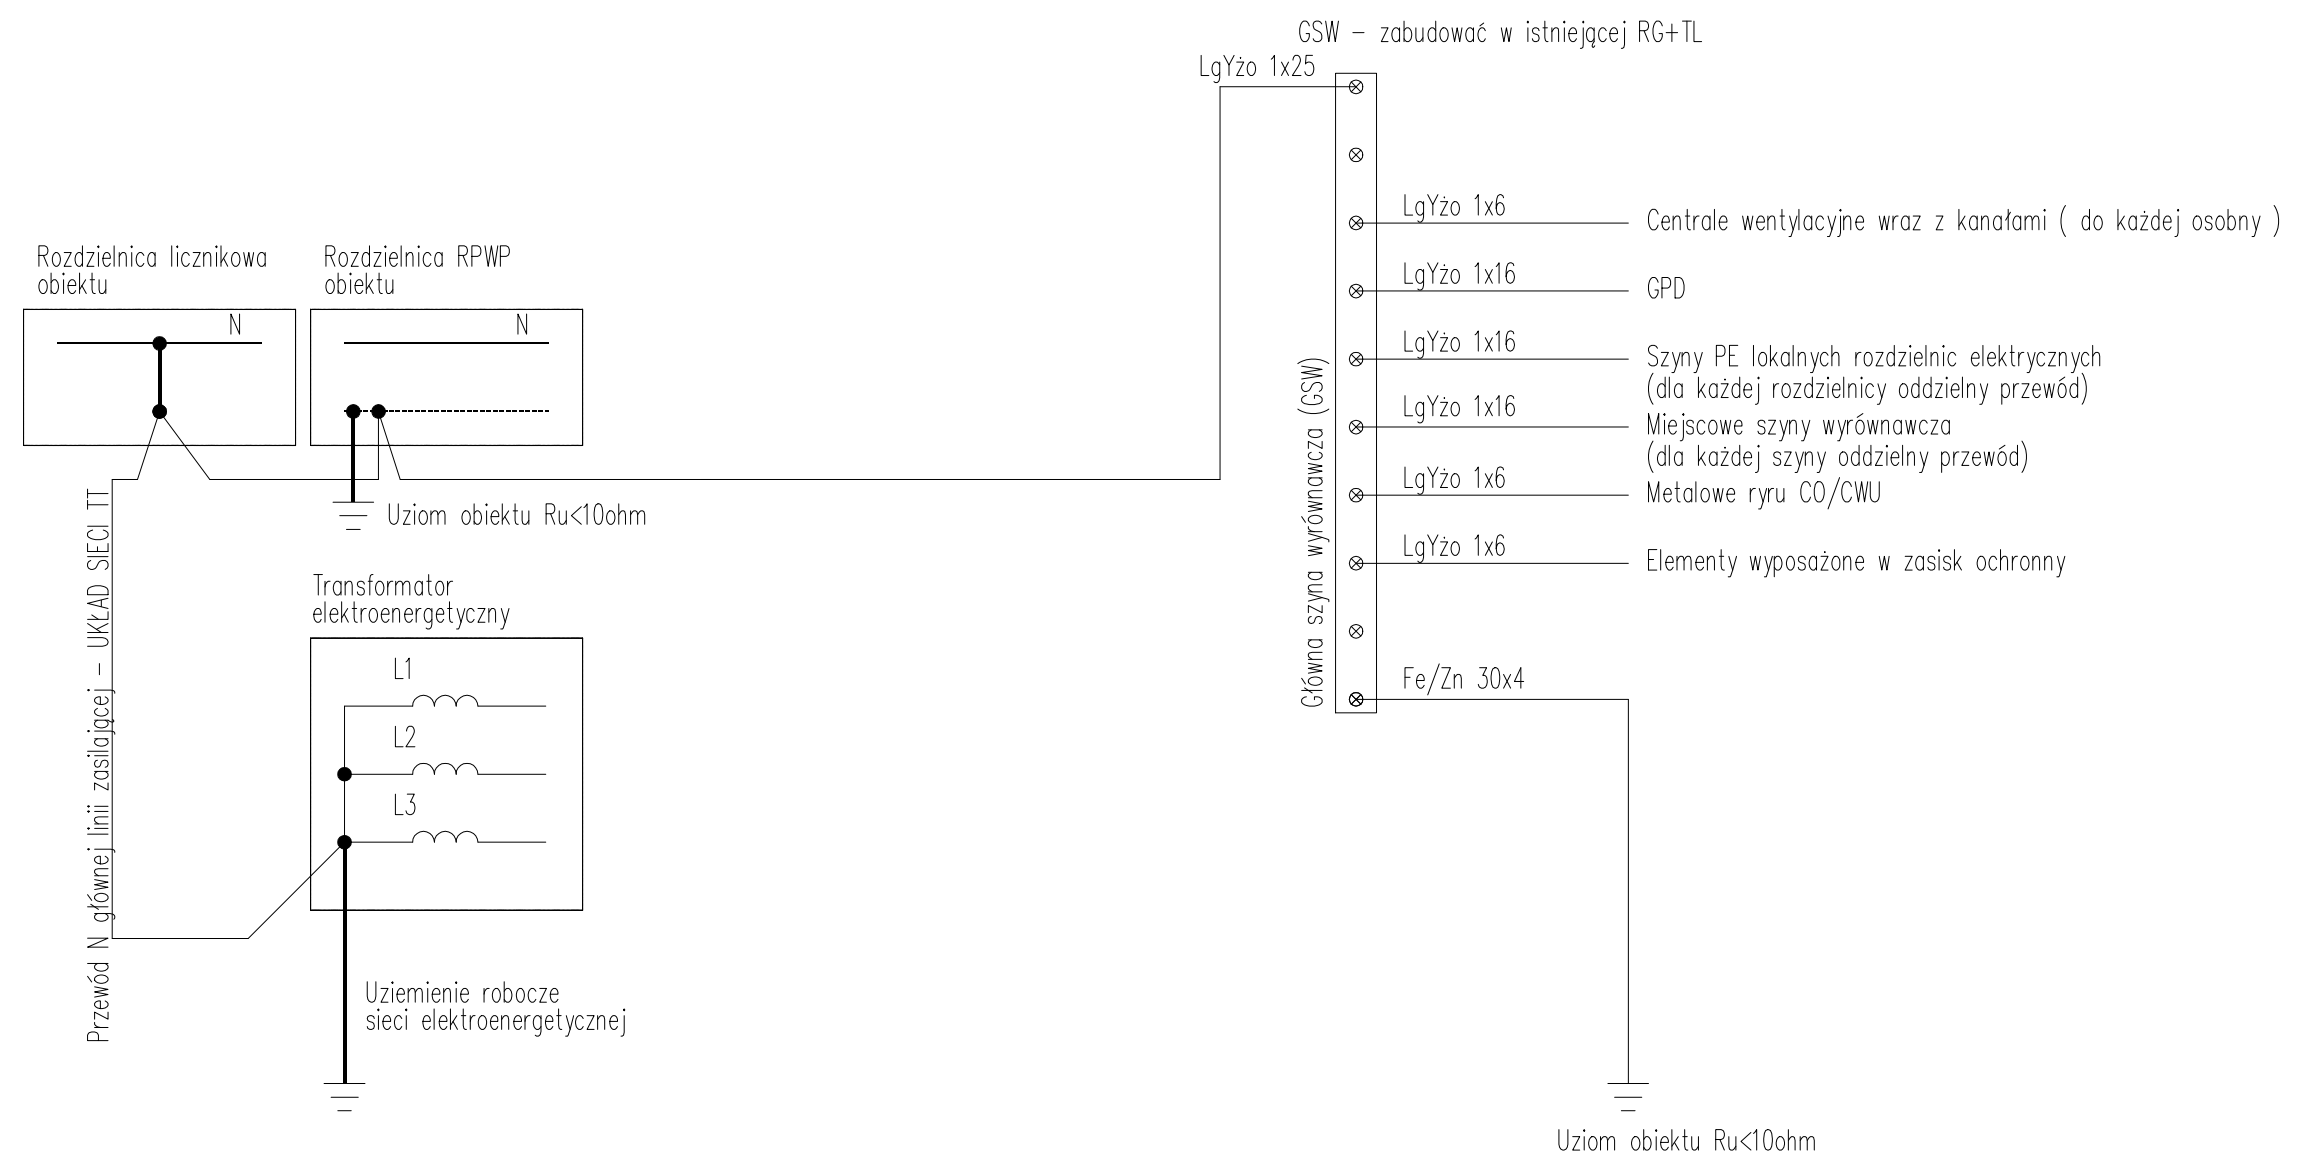 GSW – zabudować w istniejącej RG+TL
LgYżo 1x25
LgYżo 1x6
Centrale wentylacyjne wraz z kanałami ( do każdej osobny )
Rozdzielnica licznikowa
obiektu
N
Rozdzielnica RPWP
obiektu
N
LgYżo 1x16
GPD
LgYżo 1x16
Szyny PE lokalnych rozdzielnic elektrycznych
(dla każdej rozdzielnicy oddzielny przewód)
LgYżo 1x16
Miejscowe szyny wyrównawcza
(dla każdej szyny oddzielny przewód)
LgYżo 1x6
Metalowe ryru CO/CWU
LgYżo 1x6
Elementy wyposażone w zasisk ochronny
Główna szyna wyrównawcza (GSW)
Uziom obiektu Ru<10ohm
Przewód N głównej linii zasilającej – UKŁAD SIECI TT
Transformator
elektroenergetyczny
L1
L2
L3
Fe/Zn 30x4
Uziemienie robocze
sieci elektroenergetycznej
Uziom obiektu Ru<10ohm